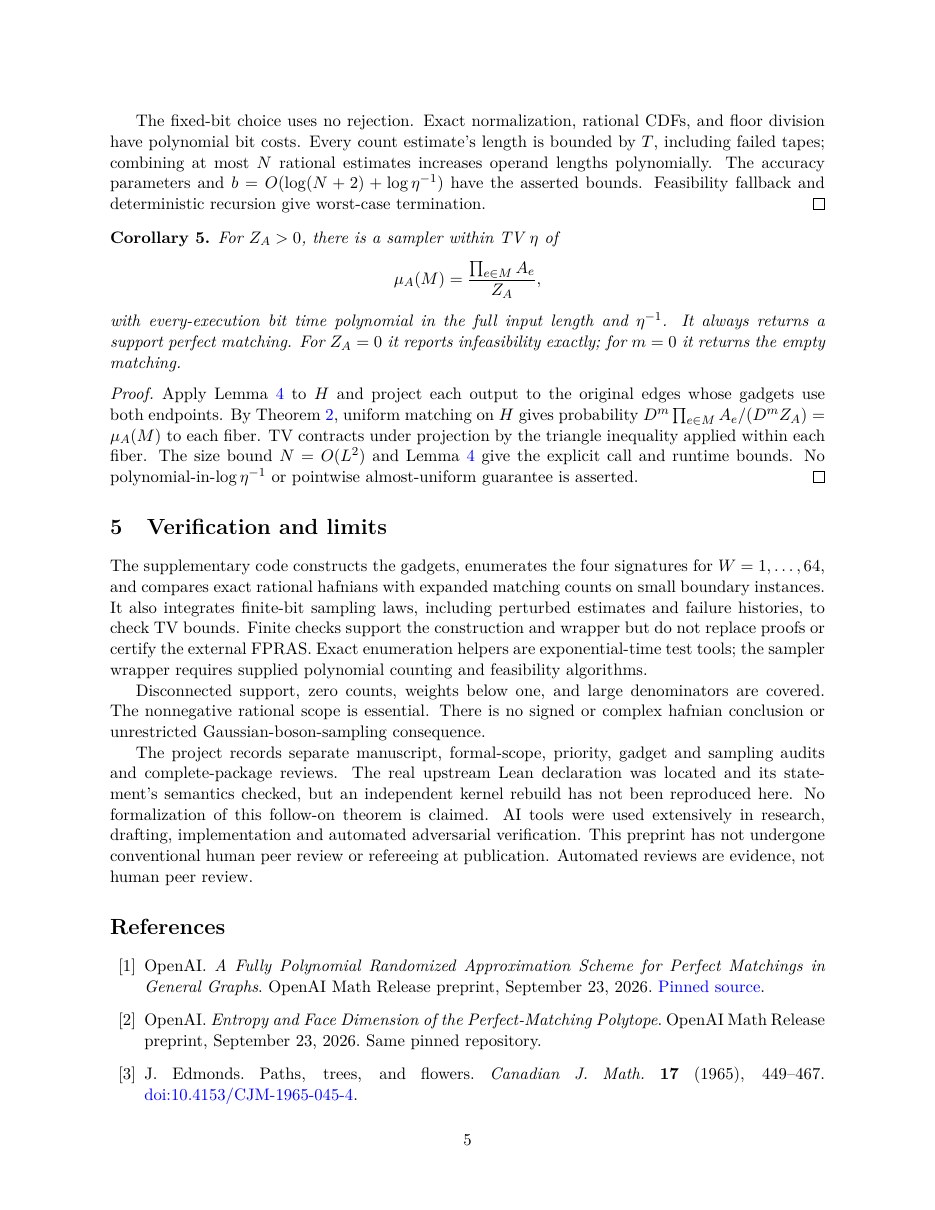 The fixed-bit choice uses no rejection. Exact normalization, rational CDFs, and floor division
have polynomial bit costs. Every count estimate's length is bounded by T, including failed tapes;
combining at most N rational estimates increases operand lengths polynomially. The accuracy
parameters and b = O(log(N + 2) + log η⁻¹) have the asserted bounds. Feasibility fallback and
deterministic recursion give worst-case termination. □
Corollary 5. For Z_A > 0, there is a sampler within TV η of
μ_A(M) = ∏_{e∈M} A_e / Z_A,
with every-execution bit time polynomial in the full input length and η⁻¹. It always returns a
support perfect matching. For Z_A = 0 it reports infeasibility exactly; for m = 0 it returns the empty
matching.
Proof. Apply Lemma 4 to H and project each output to the original edges whose gadgets use
both endpoints. By Theorem 2, uniform matching on H gives probability D^m ∏_{e∈M} A_e/(D^m Z_A) =
μ_A(M) to each fiber. TV contracts under projection by the triangle inequality applied within each
fiber. The size bound N = O(L²) and Lemma 4 give the explicit call and runtime bounds. No
polynomial-in-log η⁻¹ or pointwise almost-uniform guarantee is asserted. □
5 Verification and limits
The supplementary code constructs the gadgets, enumerates the four signatures for W = 1, . . . , 64,
and compares exact rational hafnians with expanded matching counts on small boundary instances.
It also integrates finite-bit sampling laws, including perturbed estimates and failure histories, to
check TV bounds. Finite checks support the construction and wrapper but do not replace proofs or
certify the external FPRAS. Exact enumeration helpers are exponential-time test tools; the sampler
wrapper requires supplied polynomial counting and feasibility algorithms.
Disconnected support, zero counts, weights below one, and large denominators are covered.
The nonnegative rational scope is essential. There is no signed or complex hafnian conclusion or
unrestricted Gaussian-boson-sampling consequence.
The project records separate manuscript, formal-scope, priority, gadget and sampling audits
and complete-package reviews. The real upstream Lean declaration was located and its state-
ment's semantics checked, but an independent kernel rebuild has not been reproduced here. No
formalization of this follow-on theorem is claimed. AI tools were used extensively in research,
drafting, implementation and automated adversarial verification. This preprint has not undergone
conventional human peer review or refereeing at publication. Automated reviews are evidence, not
human peer review.
References
[1] OpenAI. A Fully Polynomial Randomized Approximation Scheme for Perfect Matchings in
General Graphs. OpenAI Math Release preprint, September 23, 2026. Pinned source.
[2] OpenAI. Entropy and Face Dimension of the Perfect-Matching Polytope. OpenAI Math Release
preprint, September 23, 2026. Same pinned repository.
[3] J. Edmonds. Paths, trees, and flowers. Canadian J. Math. 17 (1965), 449–467.
doi:10.4153/CJM-1965-045-4.
5